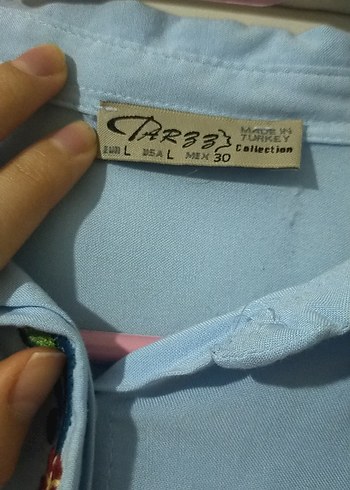 TARZZ
MADE IN
TURKEY
EUR L USA L MEX 30 Collection